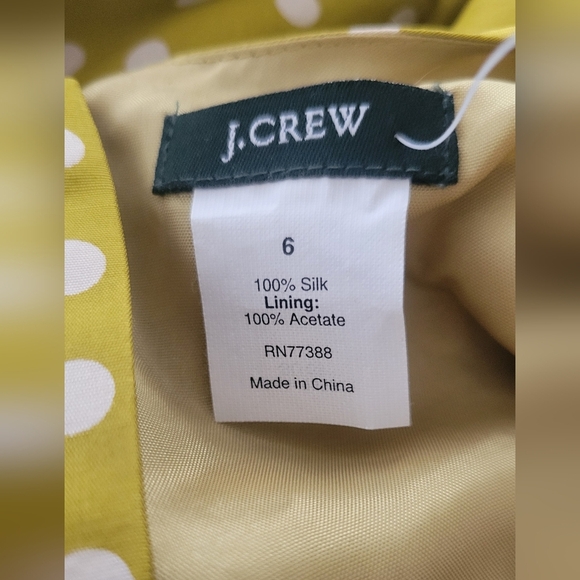 J.CREW
6
100% Silk
Lining:
100% Acetate
RN77388
Made in China